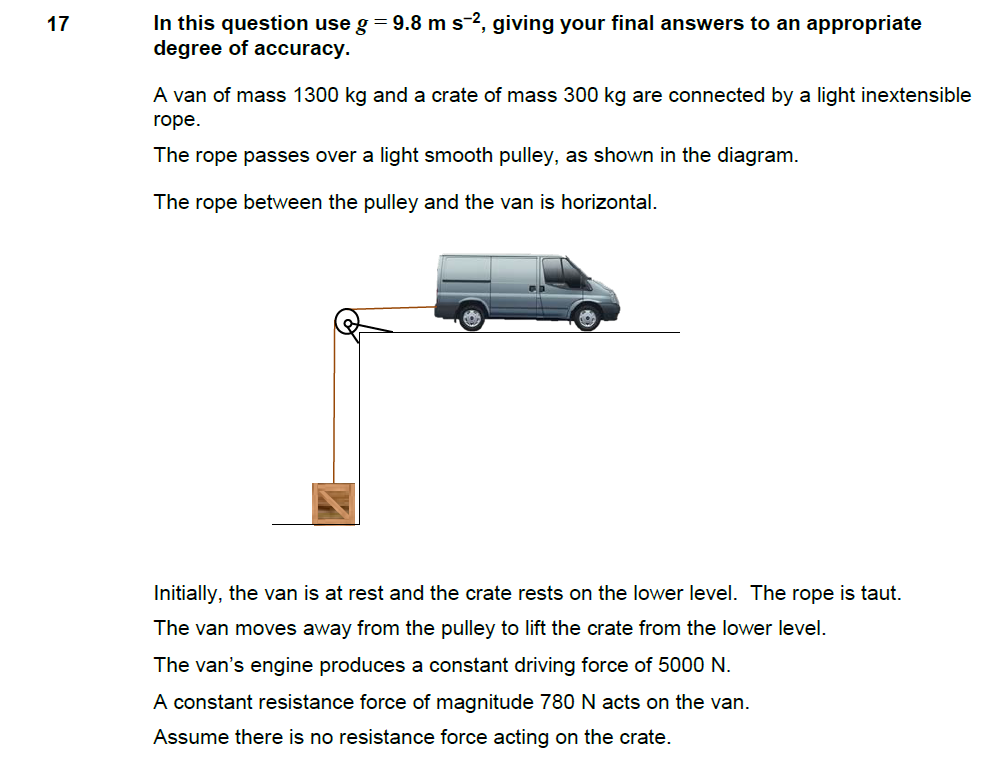 17 In this question use g = 9.8 m s⁻², giving your final answers to an appropriate
degree of accuracy.
A van of mass 1300 kg and a crate of mass 300 kg are connected by a light inextensible
rope.
The rope passes over a light smooth pulley, as shown in the diagram.
The rope between the pulley and the van is horizontal.
Initially, the van is at rest and the crate rests on the lower level. The rope is taut.
The van moves away from the pulley to lift the crate from the lower level.
The van’s engine produces a constant driving force of 5000 N.
A constant resistance force of magnitude 780 N acts on the van.
Assume there is no resistance force acting on the crate.